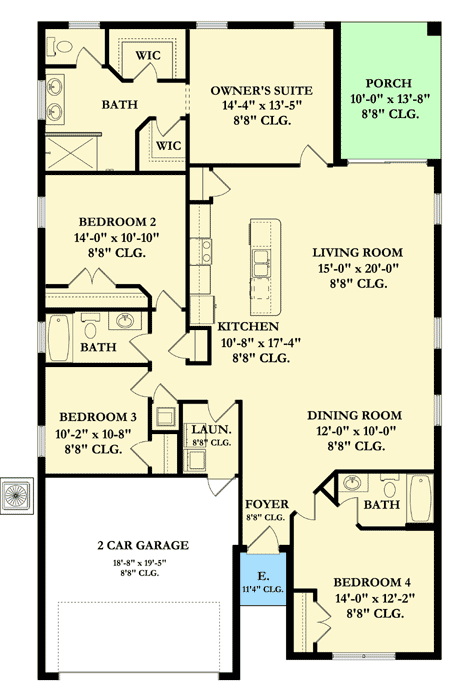 WIC
BATH
WIC
OWNER'S SUITE
14'-4" x 13'-5"
8'8" CLG.
PORCH
10'-0" x 13'-8"
8'8" CLG.
BEDROOM 2
14'-0" x 10'-10"
8'8" CLG.
LIVING ROOM
15'-0" x 20'-0"
8'8" CLG.
BATH
KITCHEN
10'-8" x 17'-4"
8'8" CLG.
BEDROOM 3
10'-2" x 10'-8"
8'8" CLG.
LAUN.
8'8" CLG.
DINING ROOM
12'-0" x 10'-0"
8'8" CLG.
FOYER
8'8" CLG.
BATH
2 CAR GARAGE
18'-8" x 19'-5"
8'8" CLG.
E.
11'4" CLG.
BEDROOM 4
14'-0" x 12'-2"
8'8" CLG.